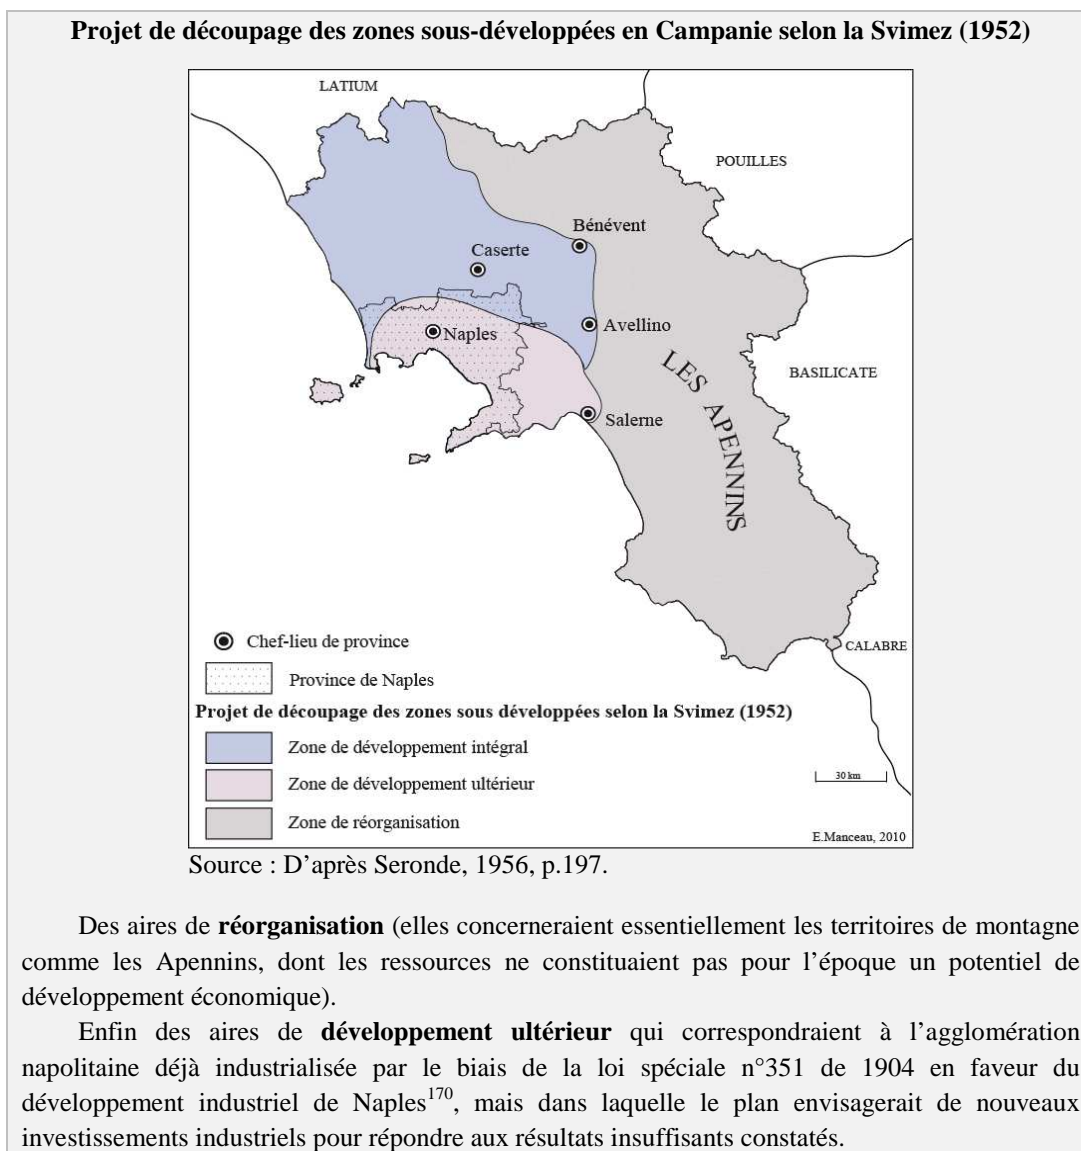 Projet de découpage des zones sous-développées en Campanie selon la Svimez (1952)
LATIUM
POUILLES
Bénévent
Caserte
Naples
Avellino
BASILICATE
LES APENNINS
Salerne
CALABRE
Chef-lieu de province
Province de Naples
Projet de découpage des zones sous développées selon la Svimez (1952)
Zone de développement intégral
Zone de développement ultérieur
30 km
Zone de réorganisation
E.Manceau, 2010
Source : D’après Seronde, 1956, p.197.
Des aires de réorganisation (elles concerneraient essentiellement les territoires de montagne
comme les Apennins, dont les ressources ne constituaient pas pour l’époque un potentiel de
développement économique).
Enfin des aires de développement ultérieur qui correspondraient à l’agglomération
napolitaine déjà industrialisée par le biais de la loi spéciale n°351 de 1904 en faveur du
développement industriel de Naples170, mais dans laquelle le plan envisagerait de nouveaux
investissements industriels pour répondre aux résultats insuffisants constatés.